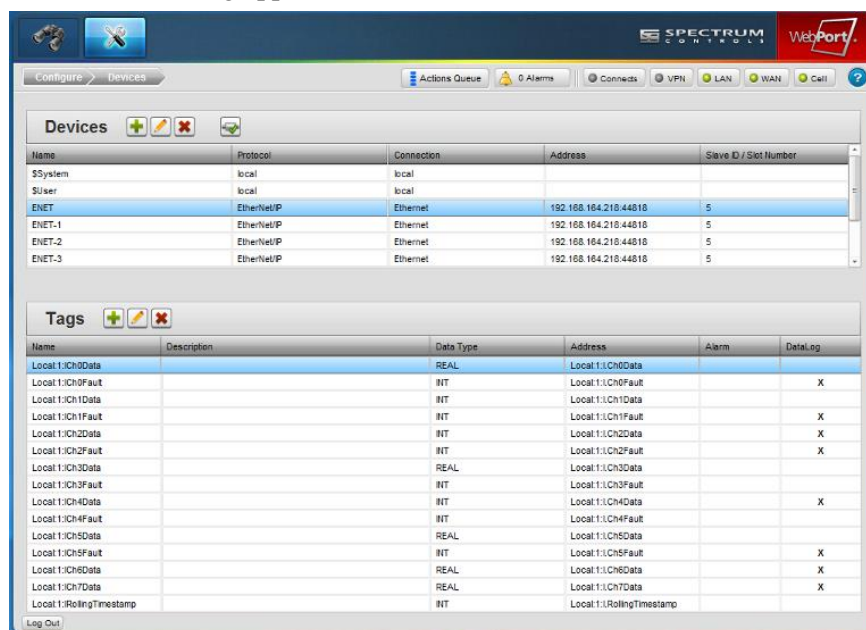 SPECTRUM CONTROLS WebPort
Configure Devices Actions Queue 0 Alarms Connects VPN LAN WAN Cell ?
Devices
Name Protocol Connection Address Slave ID / Slot Number
$System local local
$User local local
ENET EtherNet/IP Ethernet 192.168.164.218:44818 5
ENET-1 EtherNet/IP Ethernet 192.168.164.218:44818 5
ENET-2 EtherNet/IP Ethernet 192.168.164.218:44818 5
ENET-3 EtherNet/IP Ethernet 192.168.164.218:44818 5
Tags
Name Description Data Type Address Alarm DataLog
Local:1:ICh0Data REAL Local:1:I.Ch0Data
Local:1:ICh0Fault INT Local:1:I.Ch0Fault X
Local:1:ICh1Data INT Local:1:I.Ch1Data
Local:1:ICh1Fault INT Local:1:I.Ch1Fault X
Local:1:ICh2Data INT Local:1:I.Ch2Data X
Local:1:ICh2Fault INT Local:1:I.Ch2Fault X
Local:1:ICh3Data REAL Local:1:I.Ch3Data
Local:1:ICh3Fault INT Local:1:I.Ch3Fault
Local:1:ICh4Data INT Local:1:I.Ch4Data X
Local:1:ICh4Fault INT Local:1:I.Ch4Fault
Local:1:ICh5Data REAL Local:1:I.Ch5Data
Local:1:ICh5Fault INT Local:1:I.Ch5Fault X
Local:1:ICh6Data REAL Local:1:I.Ch6Data X
Local:1:ICh7Data REAL Local:1:I.Ch7Data X
Local:1:IRollingTimestamp INT Local:1:I.RollingTimestamp
Log Out